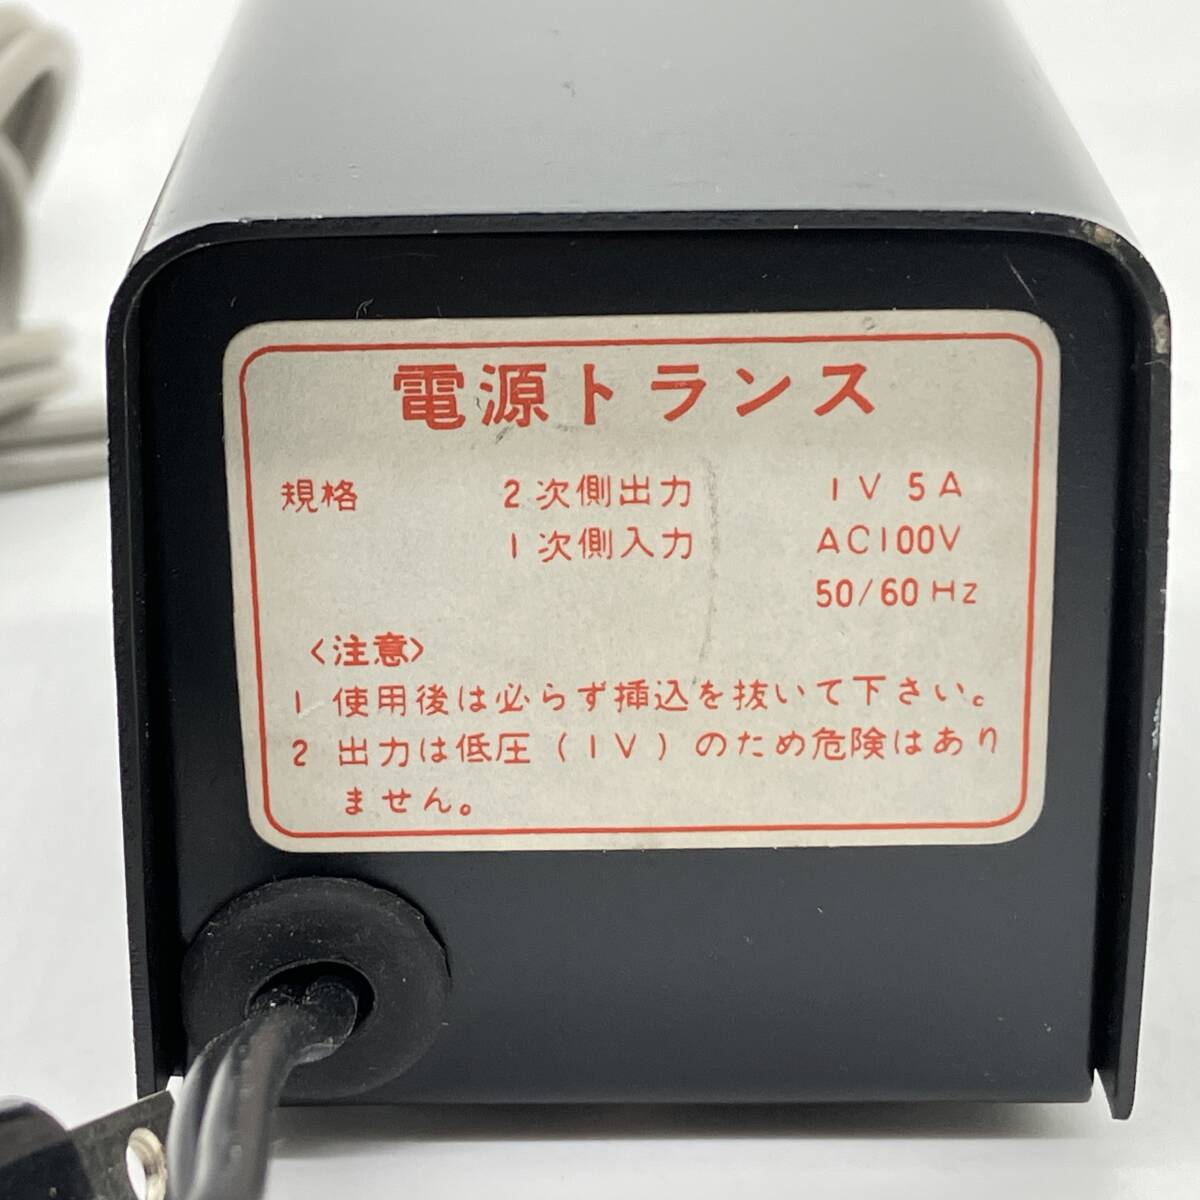 電源トランス
規格 2次側出力 1V 5A
1次側入力 AC100V
50/60Hz
〈注意〉
1 使用後は必らず挿込を抜いて下さい。
2 出力は低圧(1V)のため危険はあり
ません。